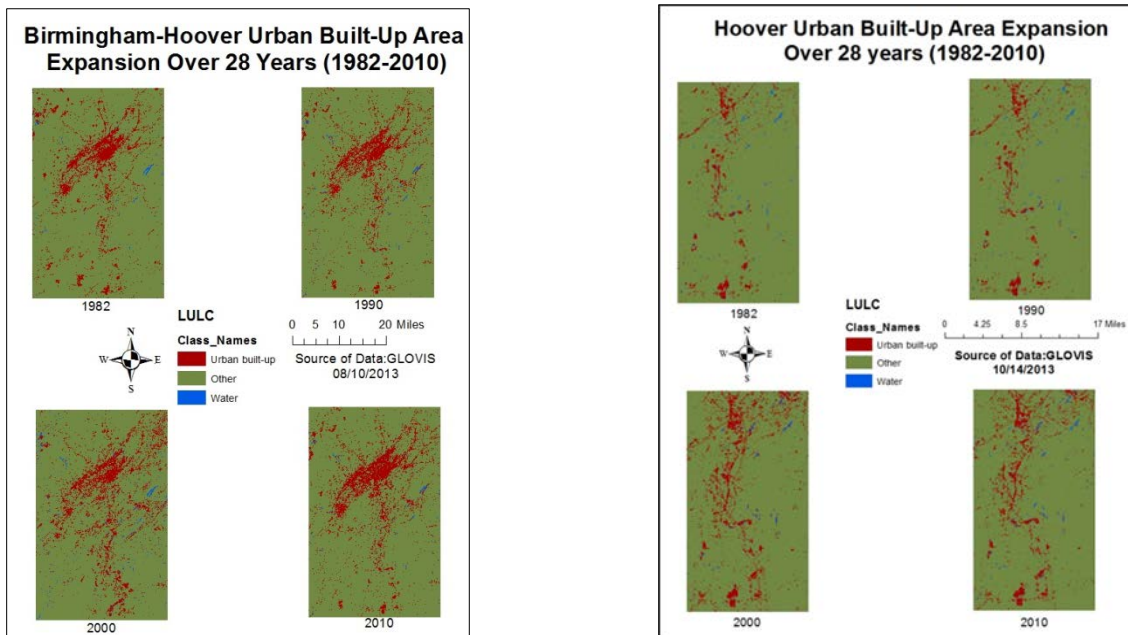 Birmingham-Hoover Urban Built-Up Area
Expansion Over 28 Years (1982-2010)
1982
1990
LULC
Class_Names
Urban built-up
Other
Water
N
W
E
S
0 5 10 20 Miles
Source of Data:GLOVIS
08/10/2013
2000
2010
Hoover Urban Built-Up Area Expansion
Over 28 years (1982-2010)
1982
1990
LULC
Class_Names
Urban built-up
Other
Water
N
W
E
S
0 4.25 8.5 17 Miles
Source of Data:GLOVIS
10/14/2013
2000
2010